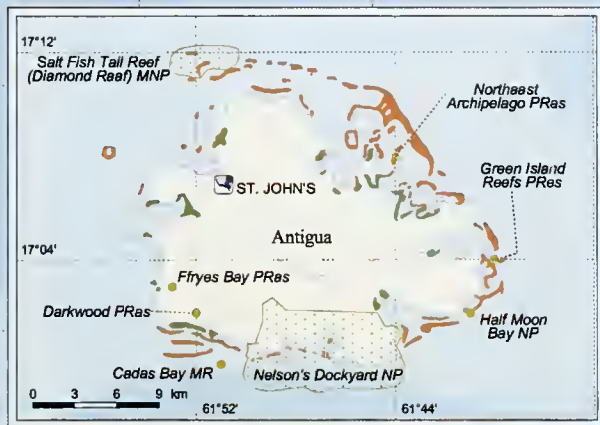 17°12'
Salt Fish Tail Reef
(Diamond Reef) MNP
Northeast
Archipelago PRas
Green Island
Reefs PRes
ST. JOHN'S
Antigua
17°04'
Ffryes Bay PRas
Darkwood PRas
Half Moon
Bay NP
Cadas Bay MR
Nelson's Dockyard NP
0 3 6 9 km
61°52'
61°44'